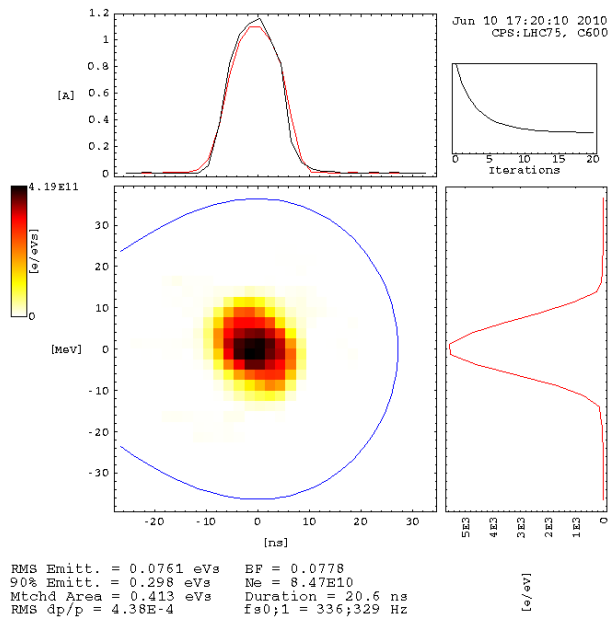 Jun 10 17:20:10 2010
CPS:LHC75, C600
1.2
1
0.8
[A]
0.6
0.4
0.2
0
0 5 10 15 20
Iterations
4.19E11
[e/eVs]
0
30
20
10
[MeV] 0
-10
-20
-30
-20 -10 0 10 20 30
[ns]
5E3 4E3 3E3 2E3 1E3 0
[e/eV]
RMS Emitt. = 0.0761 eVs BF = 0.0778
90% Emitt. = 0.298 eVs Ne = 8.47E10
Mtchd Area = 0.413 eVs Duration = 20.6 ns
RMS dp/p = 4.38E-4 fs0;1 = 336;329 Hz